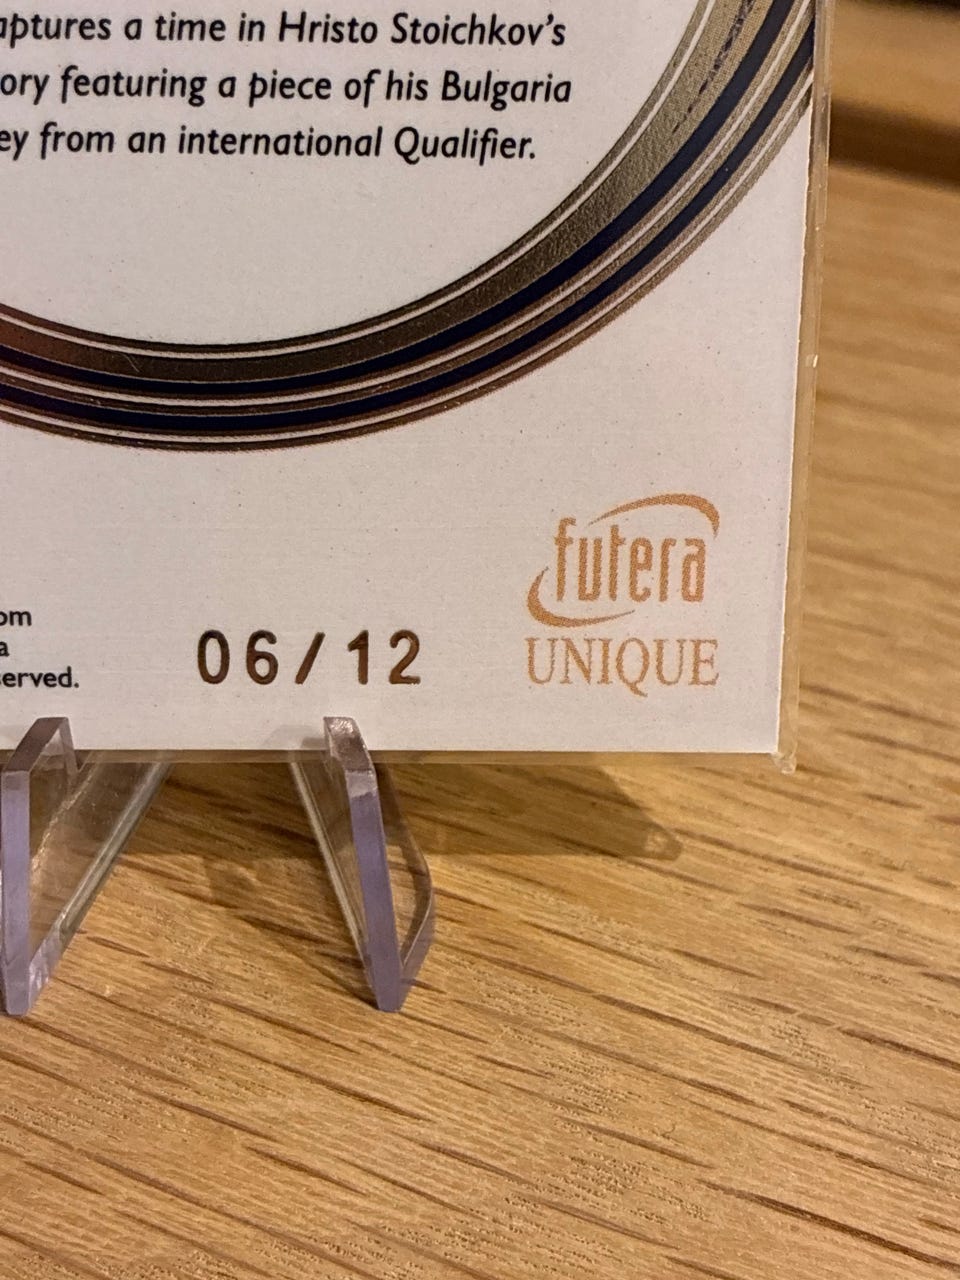 aptures a time in Hristo Stoichkov's
ory featuring a piece of his Bulgaria
ey from an international Qualifier.
futera
UNIQUE
om
a
served.
06/12